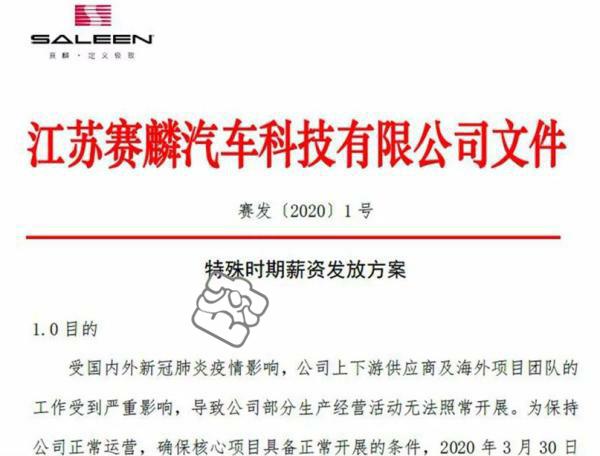 SALEEN
赛麟·定义极致
江苏赛麟汽车科技有限公司文件
赛发〔2020〕1号
特殊时期薪资发放方案
1.0目的
受国内外新冠肺炎疫情影响，公司上下游供应商及海外项目团队的
工作受到严重影响，导致公司部分生产经营活动无法照常开展。为保持
公司正常运营，确保核心项目具备正常开展的条件，2020 年 3 月 30 日